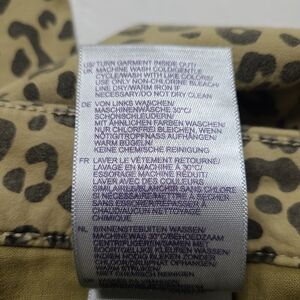 US/ TURN GARMENT INSIDE OUT/
UK MACHINE WASH COLD/GENTLE
CYCLE/WASH WITH LIKE COLORS/
USE ONLY NON-CHLORINE BLEACH/
LINE DRY/WARM IRON IF
NECESSARY/DO NOT DRY CLEAN
DE VON LINKS WASCHEN/
MASCHINENWÄSCHE 30°C/
SCHONSCHLEUDERN/
MIT ÄHNLICHEN FARBEN WASCHEN/
NUR CHLORFREI BLEICHEN, WENN
NÖTIG/TROPFNASS AUFHÄNGEN/
WARM BÜGELN/
KEINE CHEMISCHE REINIGUNG
FR LAVER LE VÊTEMENT RETOURNÉ/
LAVAGE EN MACHINE À 30°C/
ESSORAGE MACHINE RÉDUIT/
LAVER AVEC DES COULEURS
SIMILAIRES/
SANS CHLORE
SI NÉCESSAIRE/SÉCHER
SANS ESSORER/REPASSAGE
CHAUD/AUCUN NETTOYAGE
CHIMIQUE
NL BINNENSTEBUITEN WASSEN/